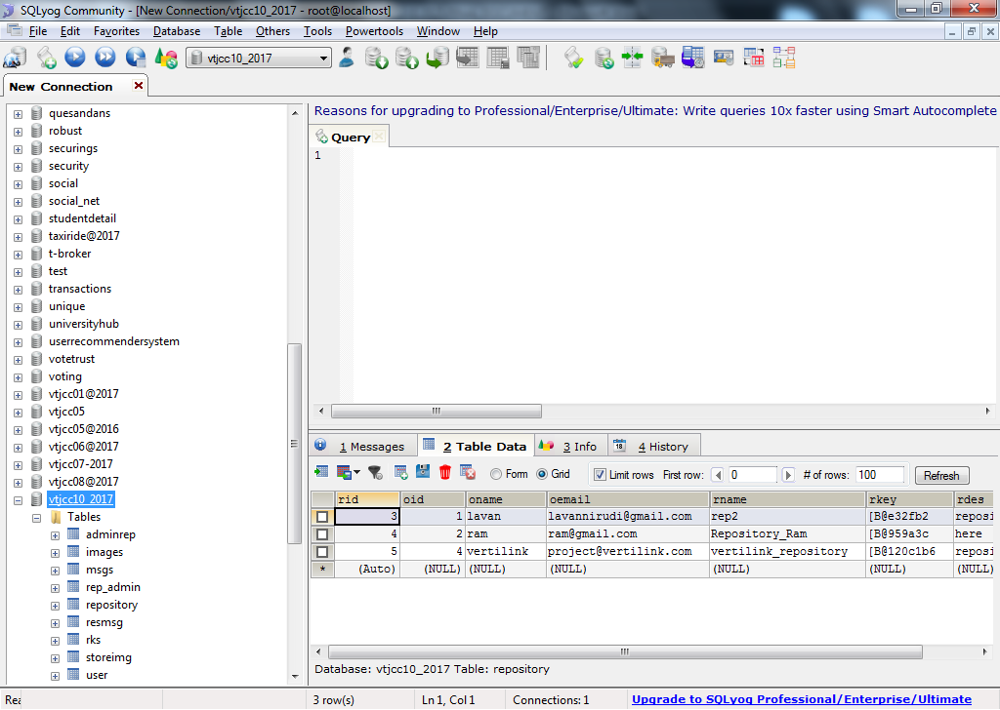 SQLyog Community - [New Connection/vtjcc10_2017 - root@localhost]
File Edit Favorites Database Table Others Tools Powertools Window Help
vtjcc10_2017
New Connection
quesandans
robust
securings
security
social
social_net
studentdetail
taxiride@2017
t-broker
test
transactions
unique
universityhub
userrecommendersystem
votetrust
voting
vtjcc01@2017
vtjcc05
vtjcc05@2016
vtjcc06@2017
vtjcc07-2017
vtjcc08@2017
vtjcc10_2017
Tables
adminrep
images
msgs
rep_admin
repository
resmsg
rks
storeimg
user
Reasons for upgrading to Professional/Enterprise/Ultimate: Write queries 10x faster using Smart Autocomplete
Query
1
1 Messages 2 Table Data 3 Info 4 History
Form Grid Limit rows First row: 0 # of rows: 100 Refresh
rid oid oname oemail rname rkey rdes
3 1 lavan lavannirudi@gmail.com rep2 [B@e32fb2 reposi
4 2 ram ram@gmail.com Repository_Ram [B@959a3c here
5 4 vertilink project@vertilink.com vertilink_repository [B@120c1b6 reposi
* (Auto) (NULL) (NULL) (NULL) (NULL) (NULL) (NULL)
Database: vtjcc10_2017 Table: repository
Rea 3 row(s) Ln 1, Col 1 Connections: 1 Upgrade to SQLyog Professional/Enterprise/Ultimate